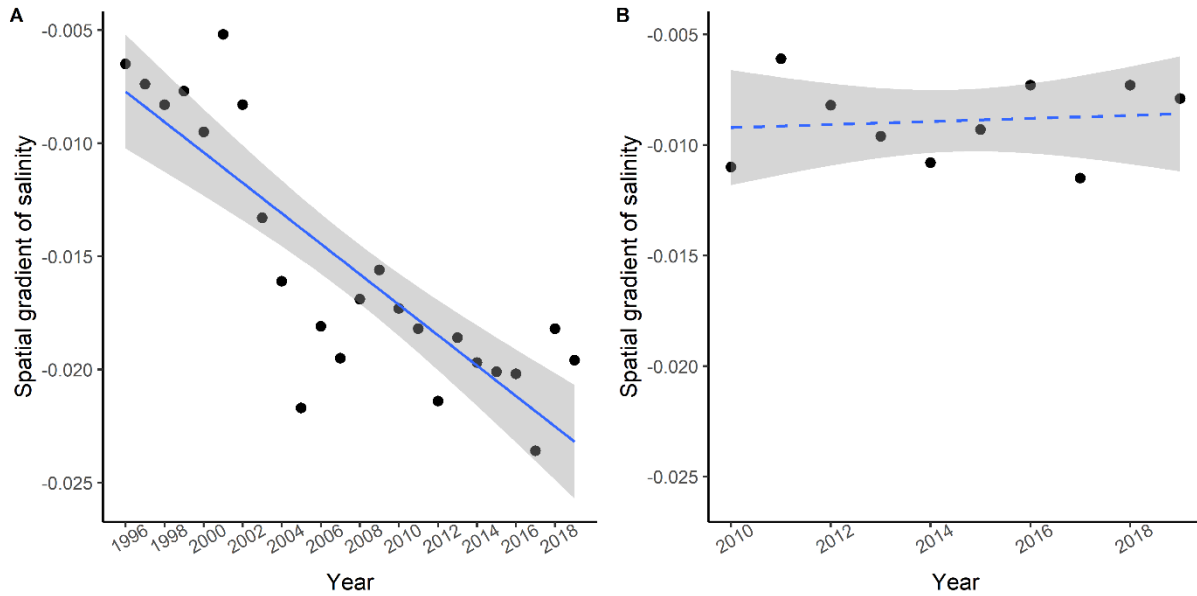 A
Spatial gradient of salinity
-0.005
-0.010
-0.015
-0.020
-0.025
1996 1998 2000 2002 2004 2006 2008 2010 2012 2014 2016 2018
Year
B
Spatial gradient of salinity
-0.005
-0.010
-0.015
-0.020
-0.025
2010 2012 2014 2016 2018
Year